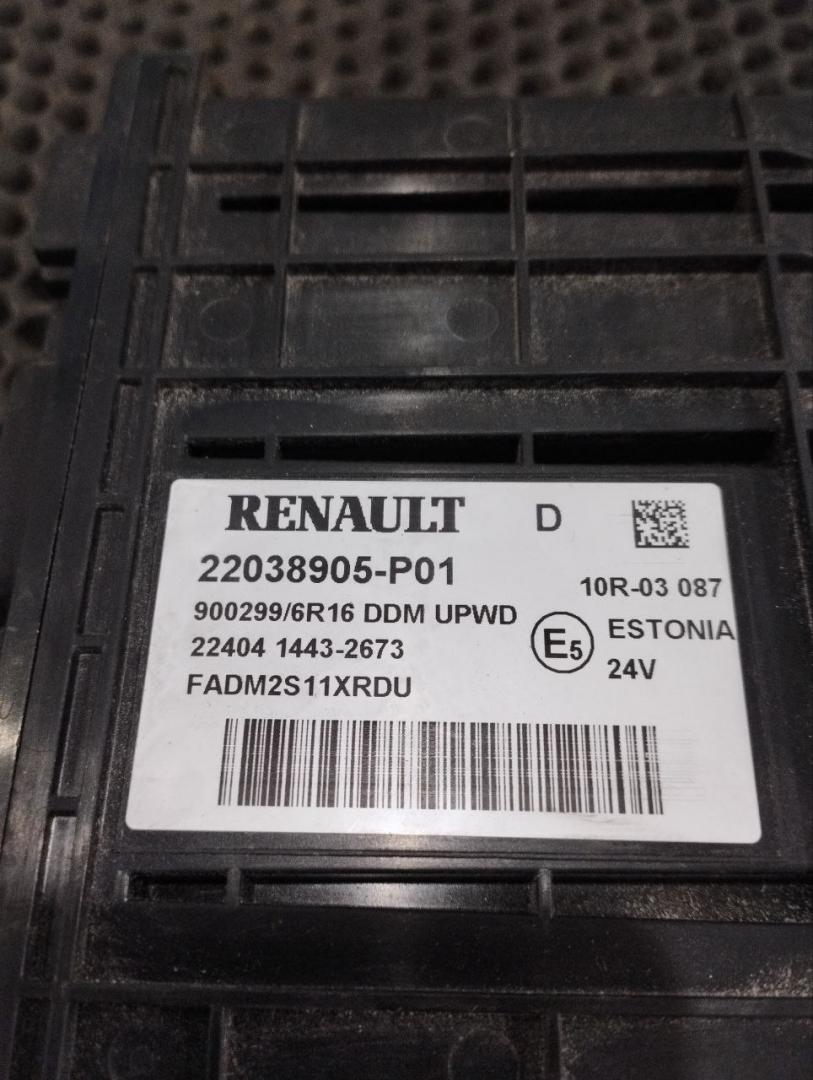 RENAULT D
22038905-P01
10R-03 087
900299/6R16 DDM UPWD
E5 ESTONIA
22404 1443-2673
24V
FADM2S11XRDU